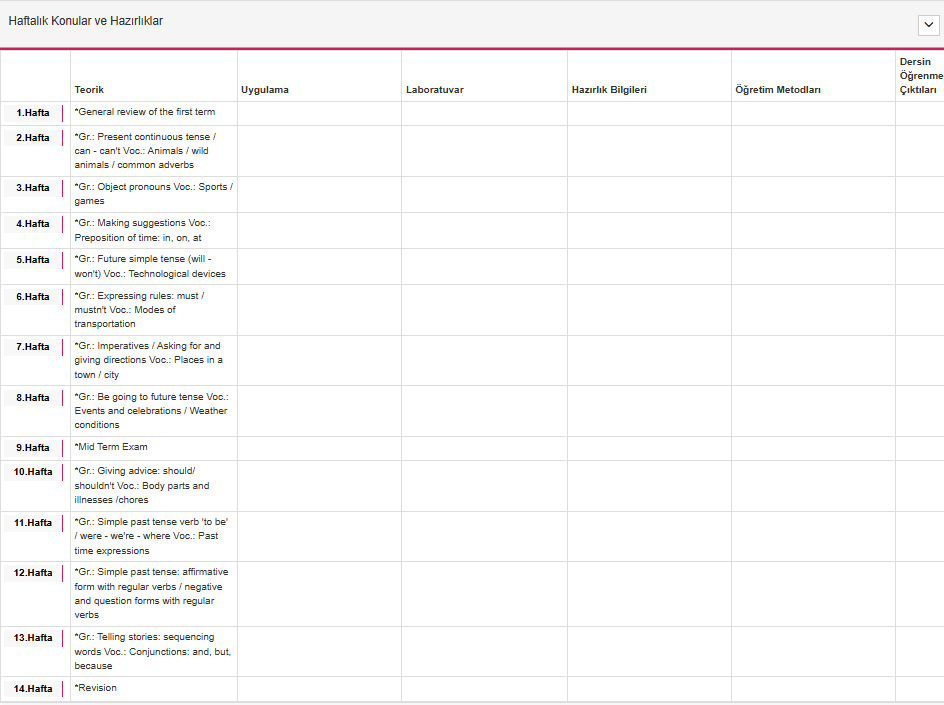 Haftalık Konular ve Hazırlıklar
Dersin
Öğrenme
Teorik Uygulama Laboratuvar Hazırlık Bilgileri Öğretim Metodları Çıktıları
1.Hafta *General review of the first term
2.Hafta *Gr.: Present continuous tense /
can - can't Voc.: Animals / wild
animals / common adverbs
3.Hafta *Gr.: Object pronouns Voc.: Sports /
games
4.Hafta *Gr.: Making suggestions Voc.:
Preposition of time: in, on, at
5.Hafta *Gr.: Future simple tense (will -
won't) Voc.: Technological devices
6.Hafta *Gr.: Expressing rules: must /
mustn't Voc.: Modes of
transportation
7.Hafta *Gr.: Imperatives / Asking for and
giving directions Voc.: Places in a
town / city
8.Hafta *Gr.: Be going to future tense Voc.:
Events and celebrations / Weather
conditions
9.Hafta *Mid Term Exam
10.Hafta *Gr.: Giving advice: should/
shouldn't Voc.: Body parts and
illnesses /chores
11.Hafta *Gr.: Simple past tense verb 'to be'
/ were - we're - where Voc.: Past
time expressions
12.Hafta *Gr.: Simple past tense: affirmative
form with regular verbs / negative
and question forms with regular
verbs
13.Hafta *Gr.: Telling stories: sequencing
words Voc.: Conjunctions: and, but,
because
14.Hafta *Revision